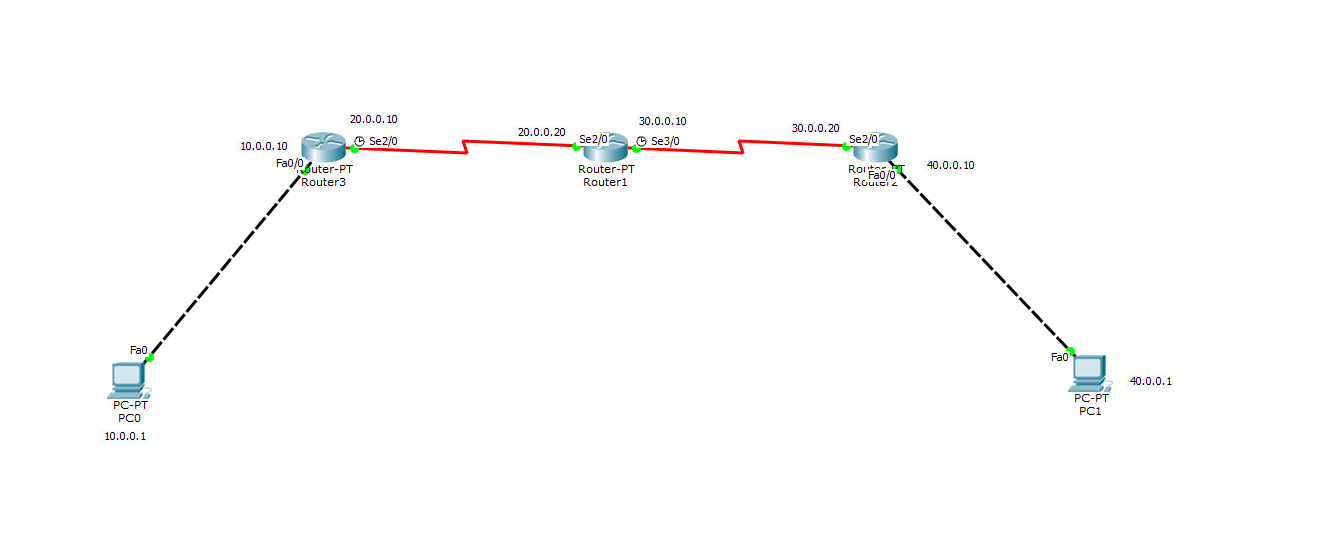 20.0.0.10
10.0.0.10
Se2/0
Fa0/0
Router-PT
Router3
20.0.0.20
Se2/0
30.0.0.10
Se3/0
Router-PT
Router1
30.0.0.20
Se2/0
40.0.0.10
Router-PT
Fa0/0
Router2
Fa0
PC-PT
PC0
10.0.0.1
Fa0
40.0.0.1
PC-PT
PC1